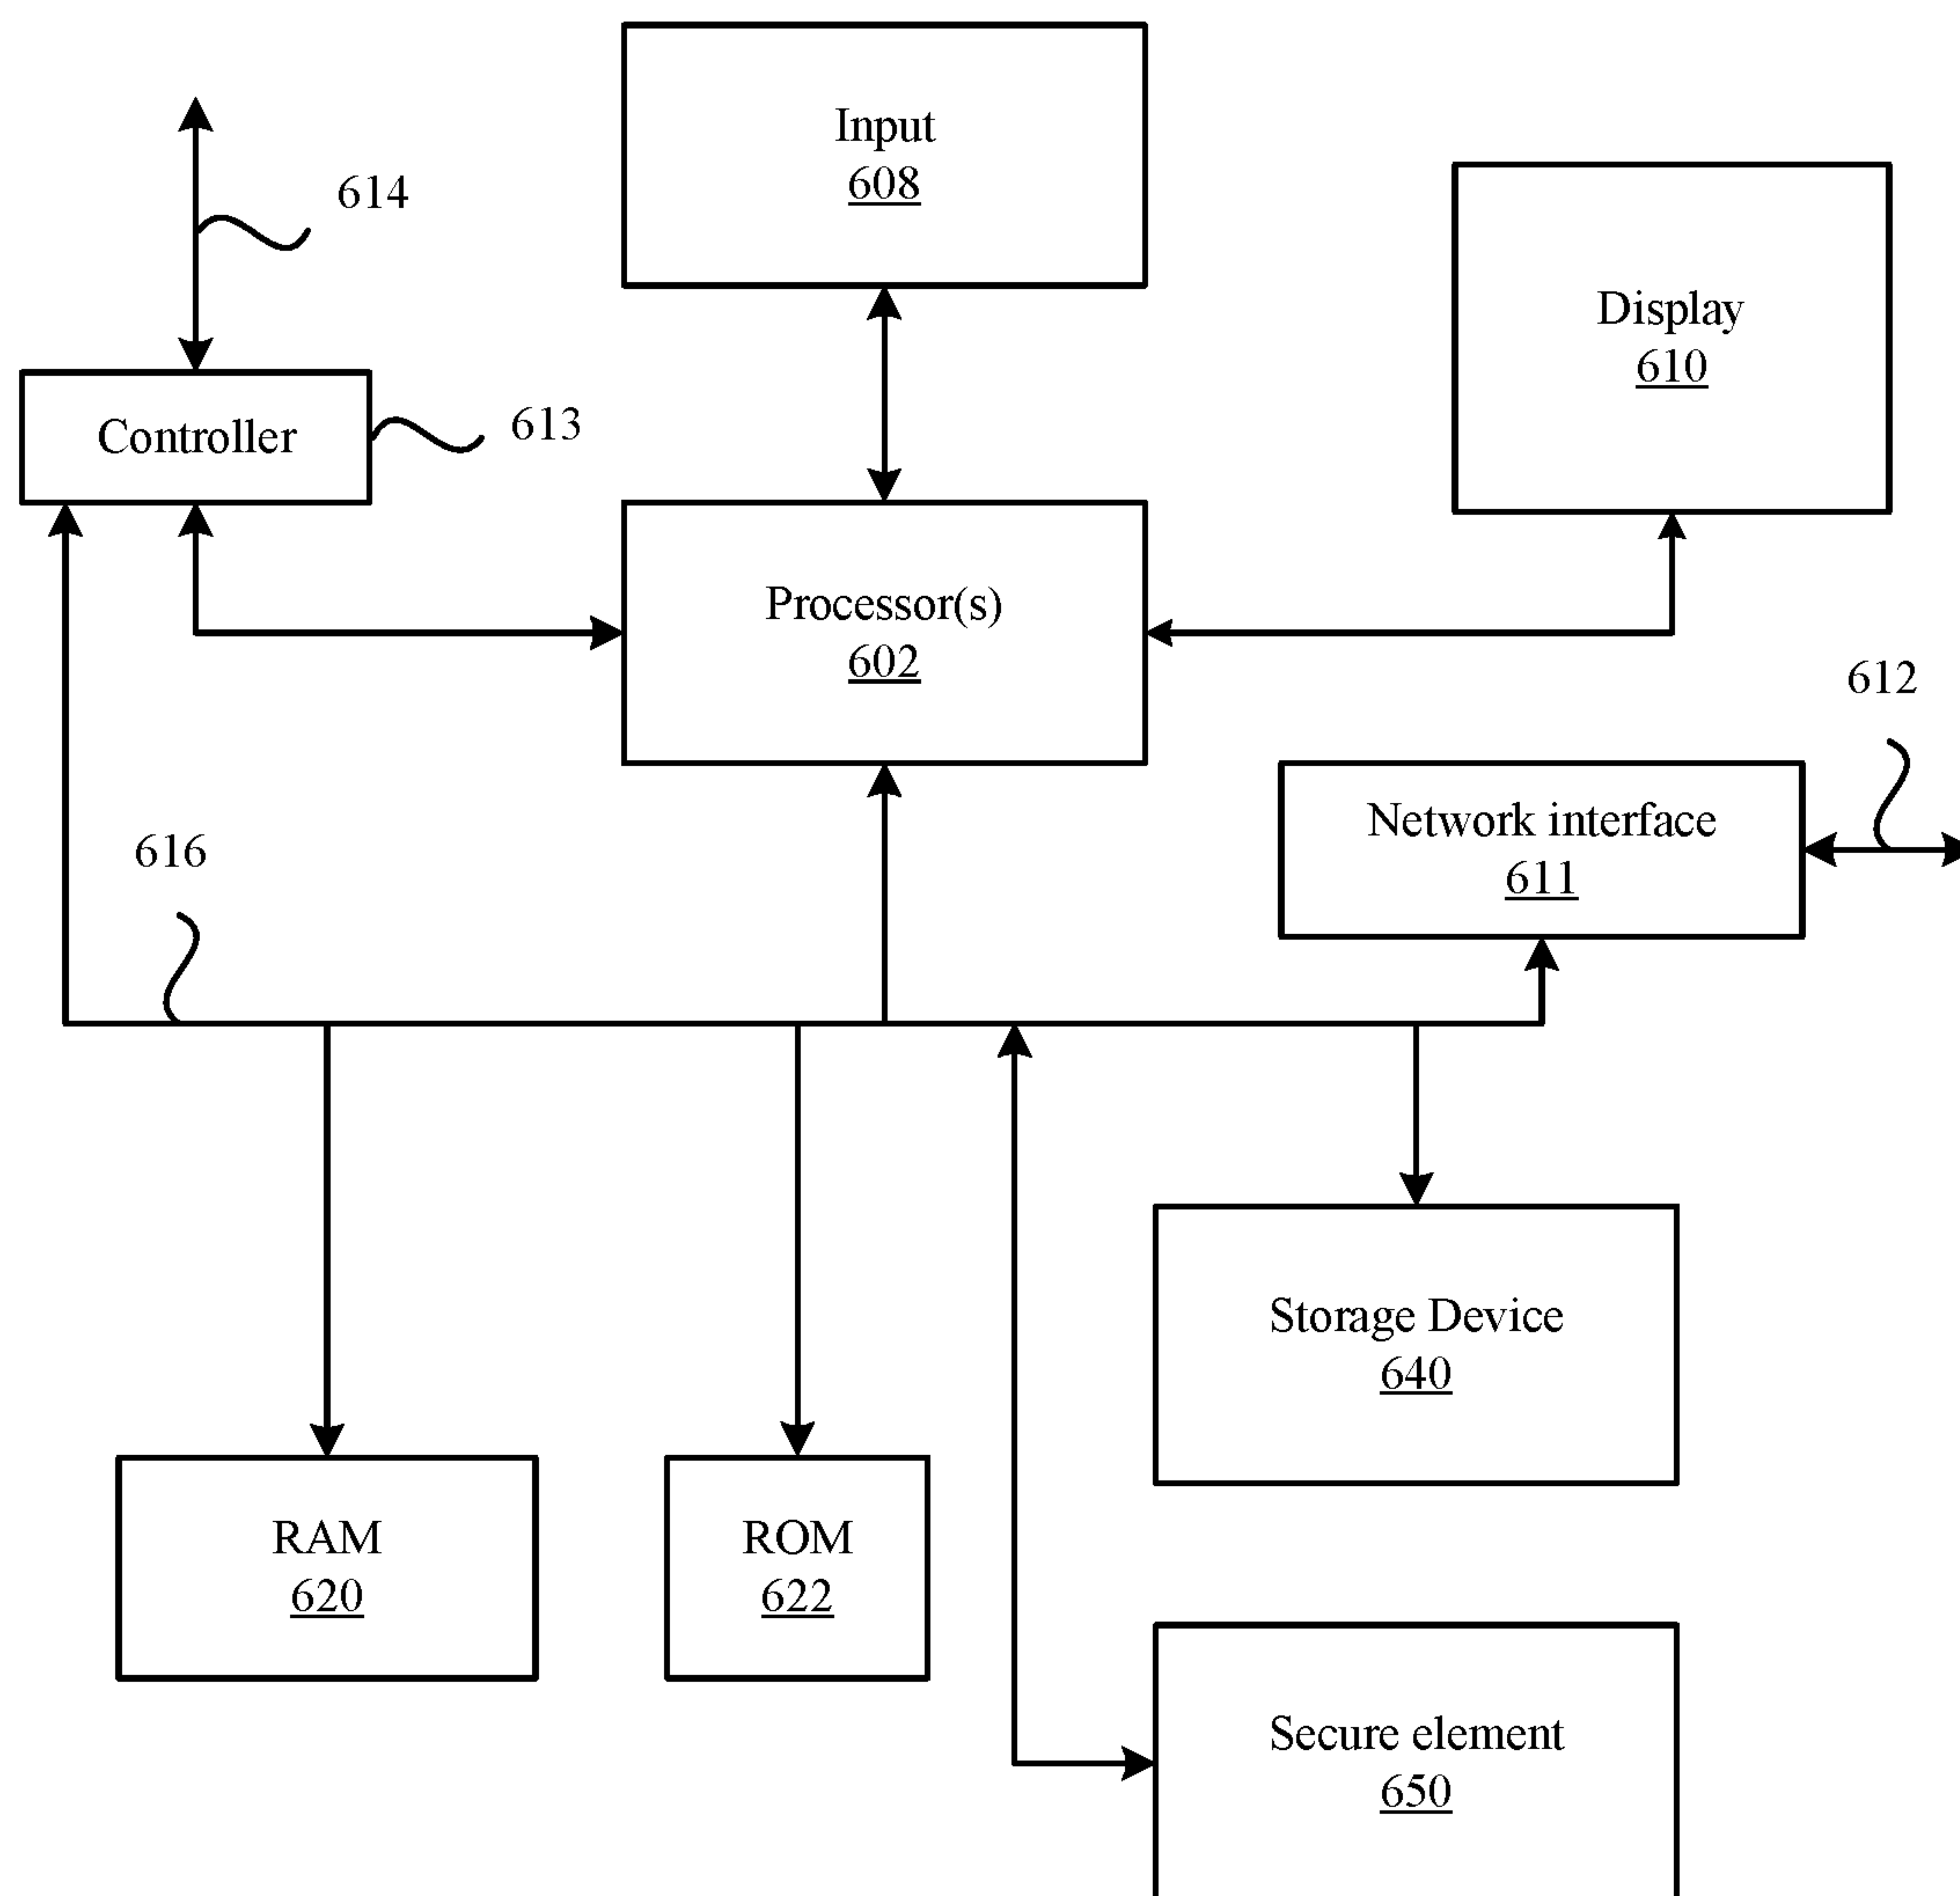 Input
608
614
Display
610
Controller
613
Processor(s)
602
612
Network interface
611
616
Storage Device
640
RAM
620
ROM
622
Secure element
650